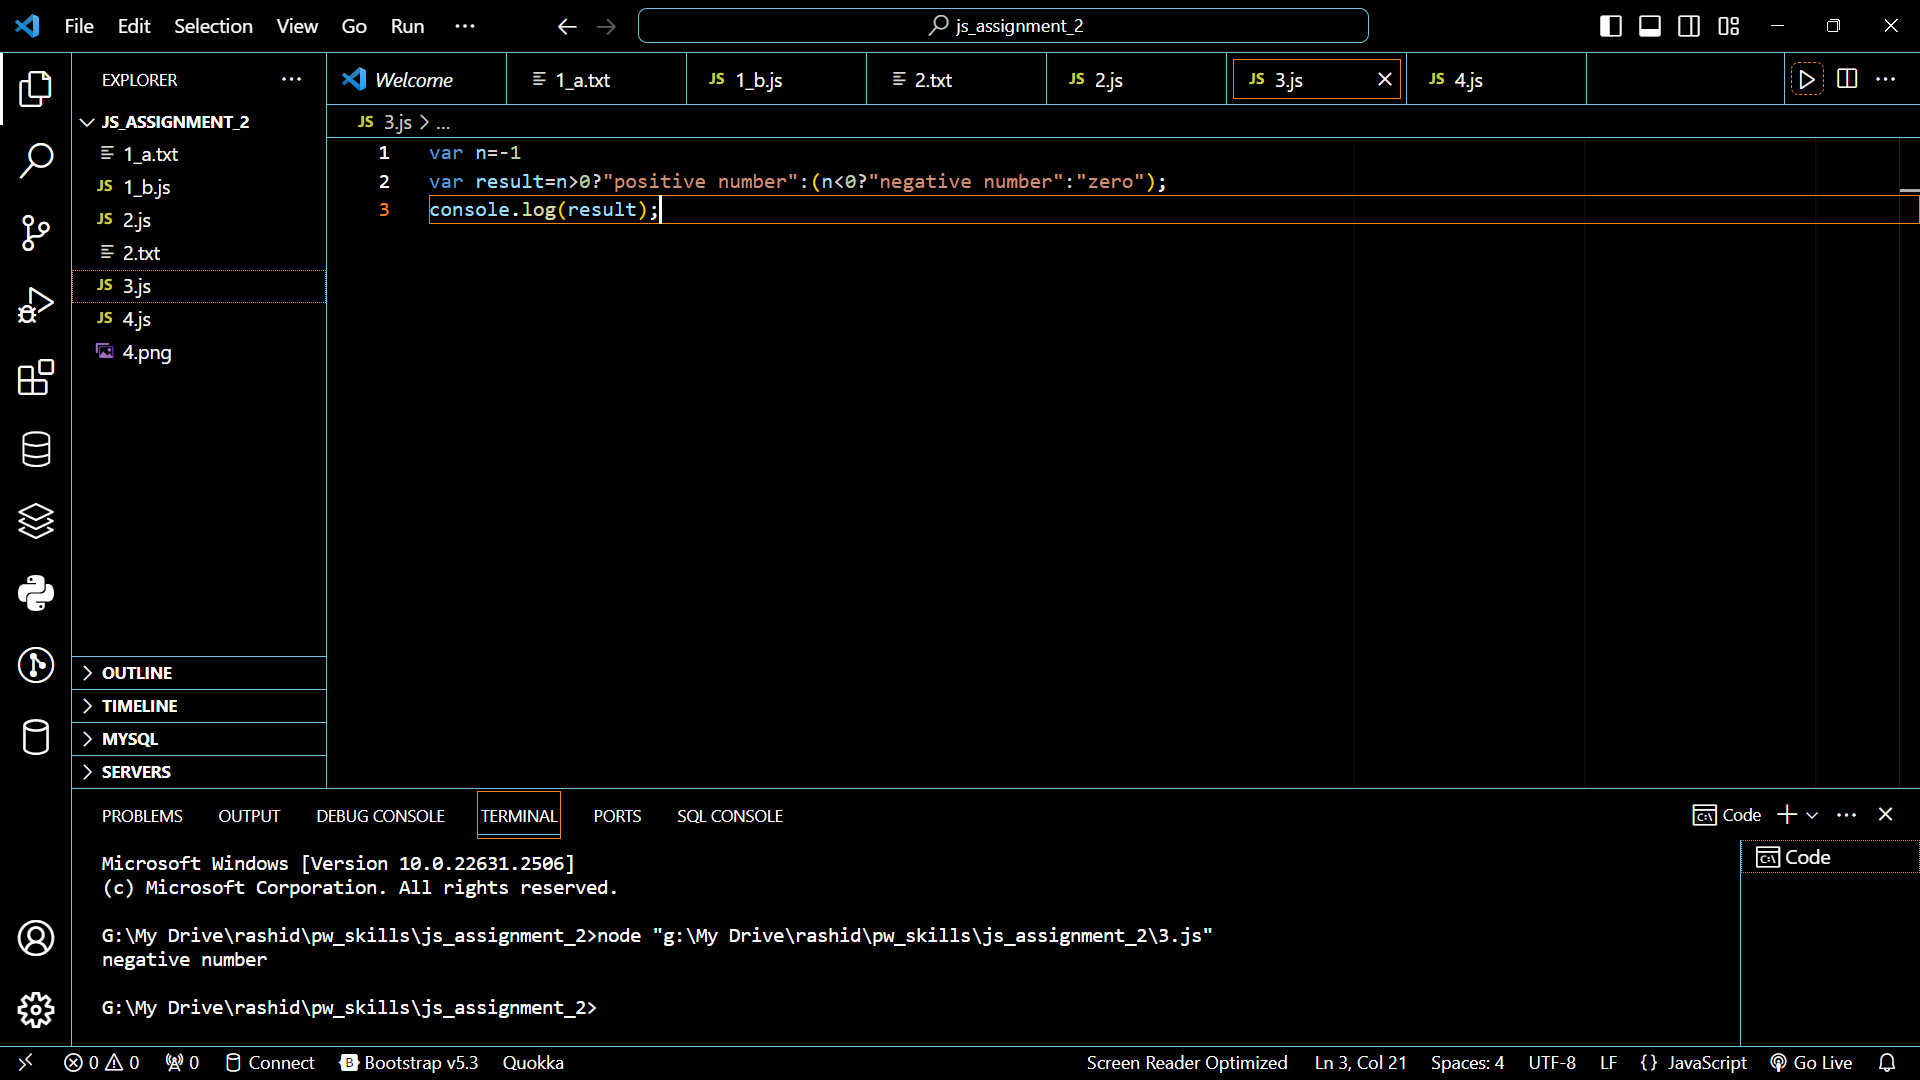 File Edit Selection View Go Run ··· js_assignment_2
EXPLORER ···
JS_ASSIGNMENT_2
1_a.txt
JS 1_b.js
JS 2.js
2.txt
JS 3.js
JS 4.js
4.png
OUTLINE
TIMELINE
MYSQL
SERVERS
Welcome 1_a.txt JS 1_b.js 2.txt JS 2.js JS 3.js JS 4.js ···
JS 3.js > ...
1 var n=-1
2 var result=n>0?"positive number":(n<0?"negative number":"zero");
3 console.log(result);
PROBLEMS OUTPUT DEBUG CONSOLE TERMINAL PORTS SQL CONSOLE Code ···
Code
Microsoft Windows [Version 10.0.22631.2506]
(c) Microsoft Corporation. All rights reserved.
G:\My Drive\rashid\pw_skills\js_assignment_2>node "g:\My Drive\rashid\pw_skills\js_assignment_2\3.js"
negative number
G:\My Drive\rashid\pw_skills\js_assignment_2>
0 0 0 Connect B Bootstrap v5.3 Quokka Screen Reader Optimized Ln 3, Col 21 Spaces: 4 UTF-8 LF {} JavaScript Go Live